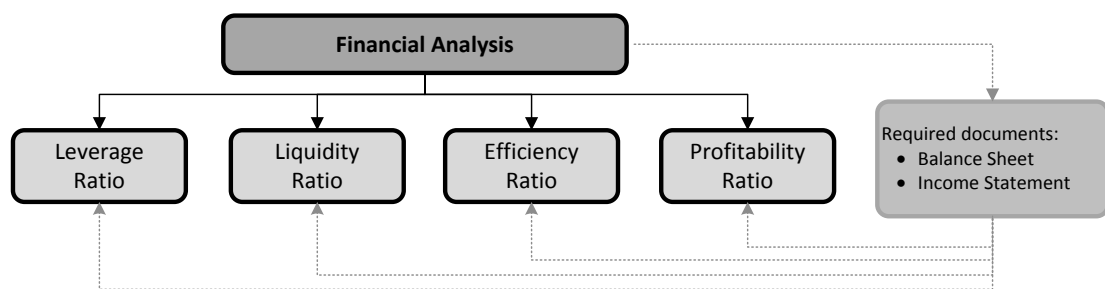 Financial Analysis
Leverage
Ratio
Liquidity
Ratio
Efficiency
Ratio
Profitability
Ratio
Required documents:
• Balance Sheet
• Income Statement